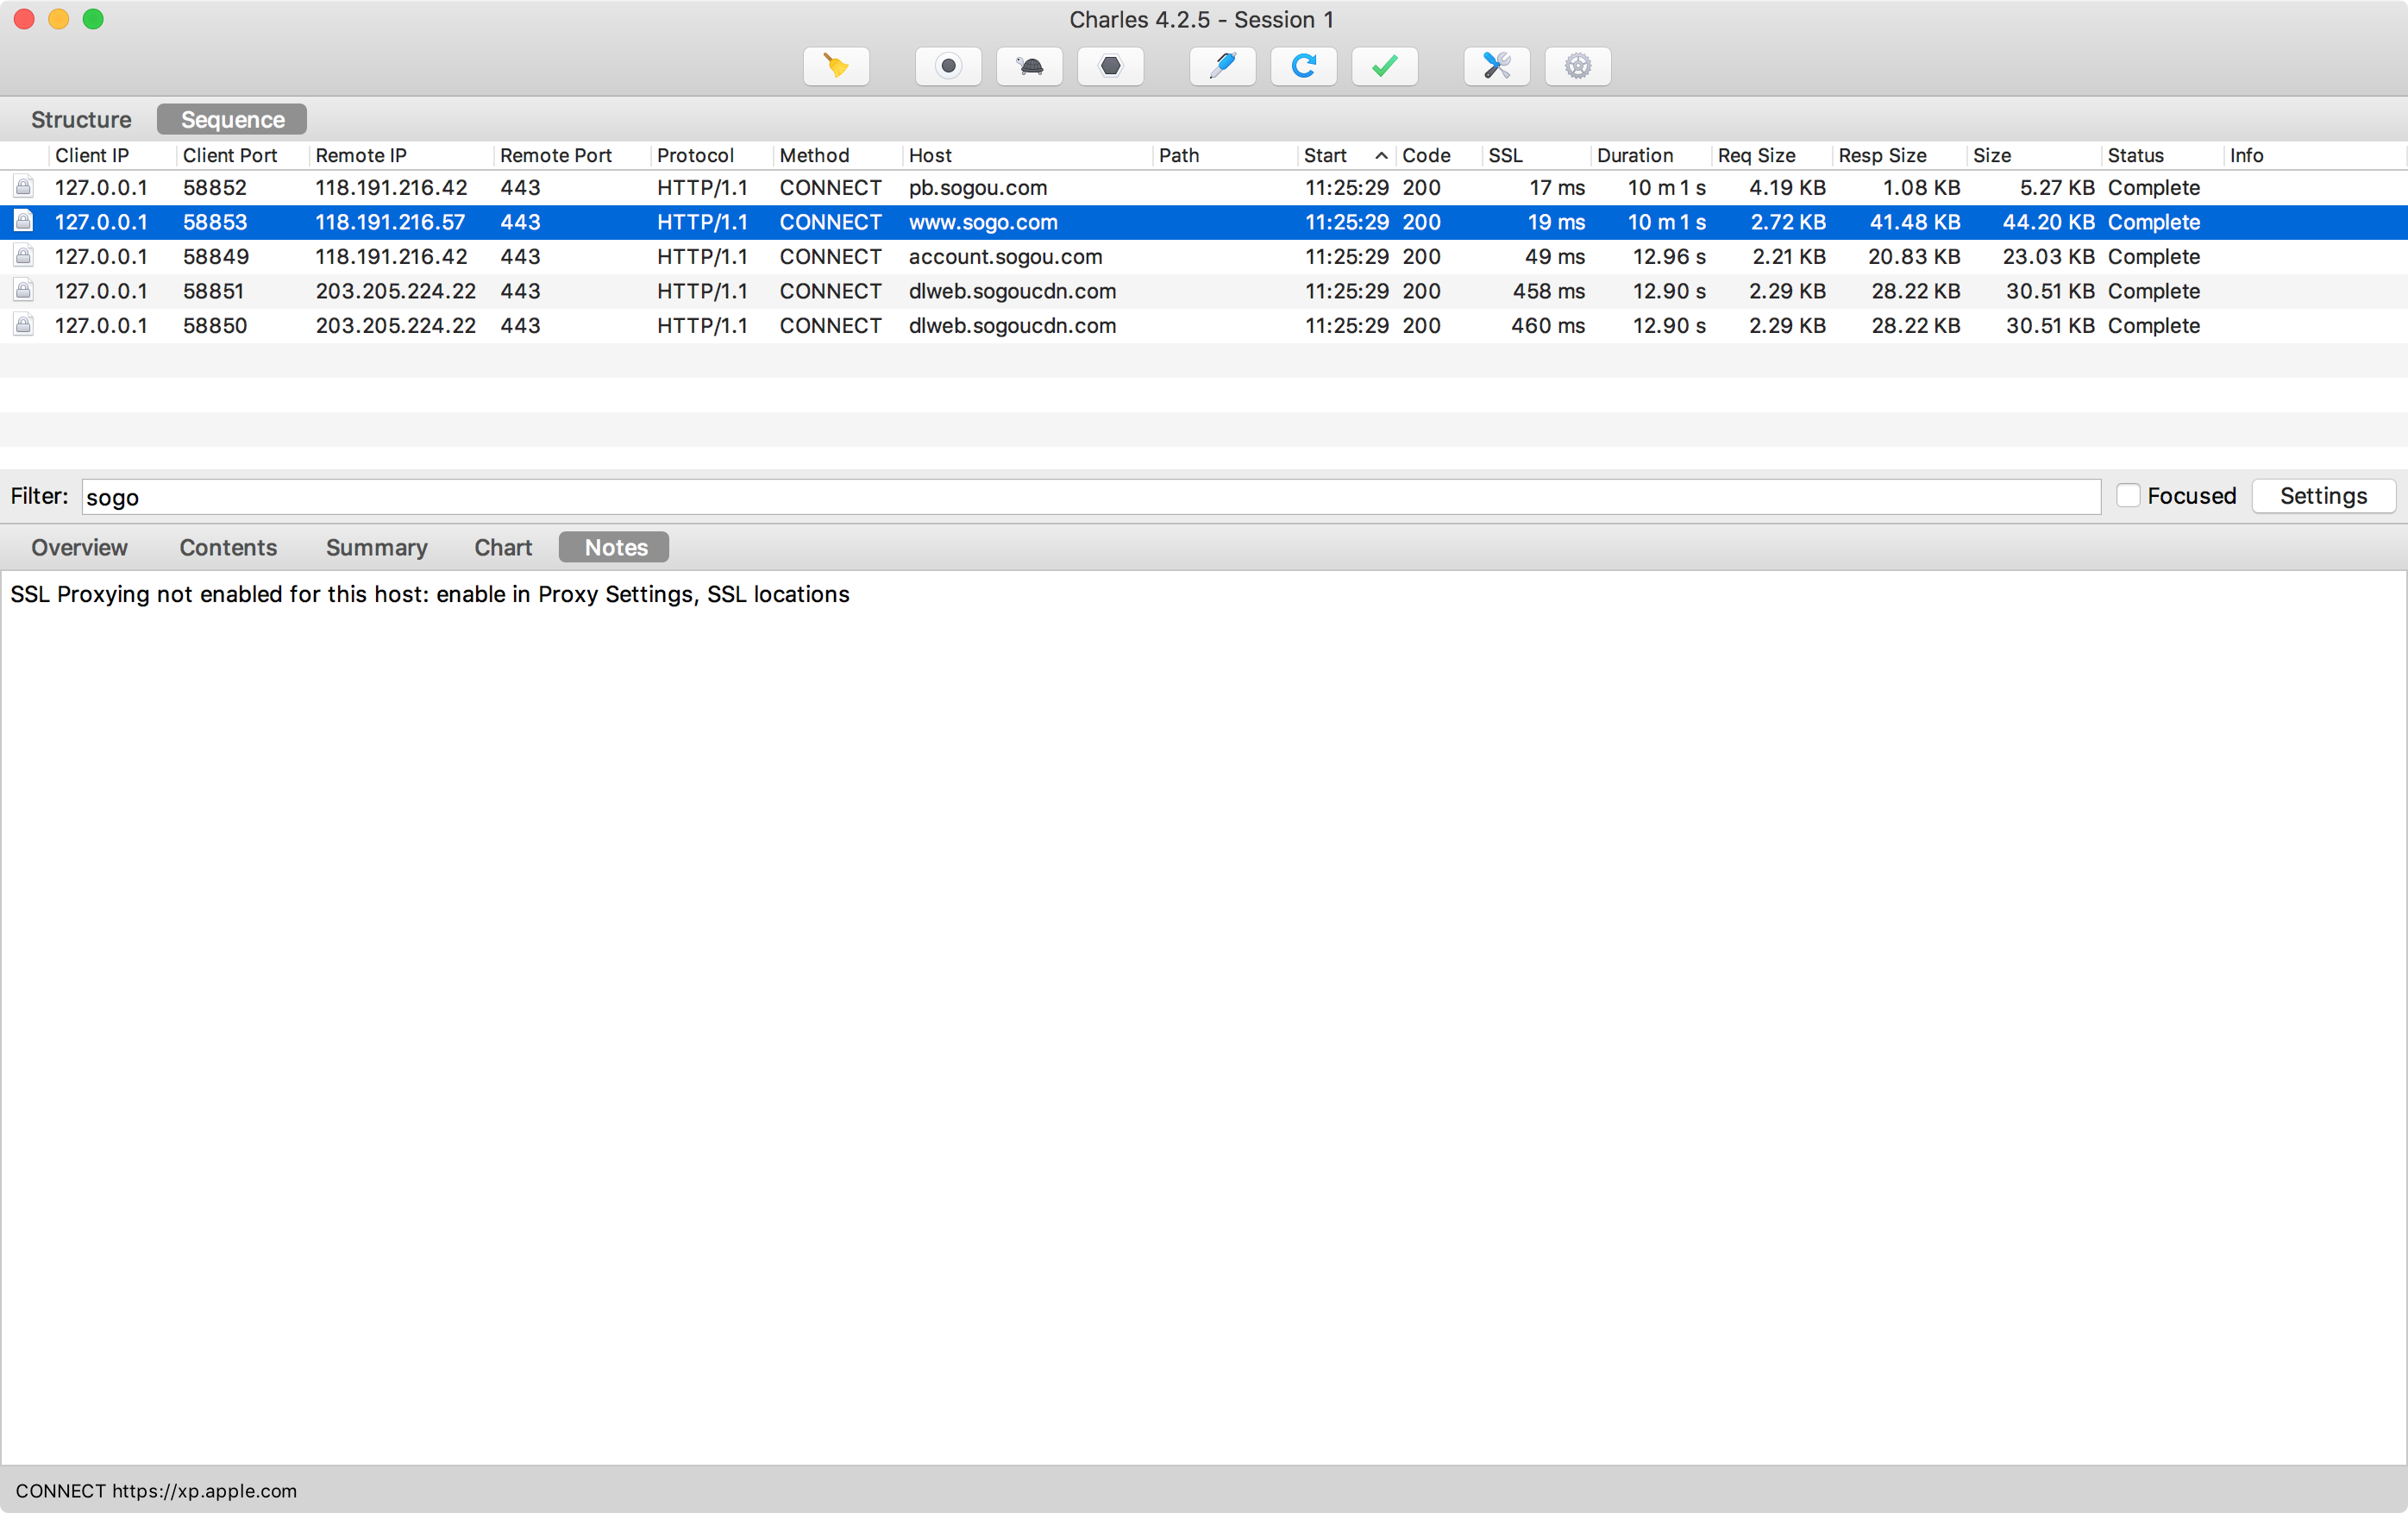 Charles 4.2.5 - Session 1
Structure Sequence
Client IP Client Port Remote IP Remote Port Protocol Method Host Path Start Code SSL Duration Req Size Resp Size Size Status Info
127.0.0.1 58852 118.191.216.42 443 HTTP/1.1 CONNECT pb.sogou.com 11:25:29 200 17 ms 10 m 1 s 4.19 KB 1.08 KB 5.27 KB Complete
127.0.0.1 58853 118.191.216.57 443 HTTP/1.1 CONNECT www.sogo.com 11:25:29 200 19 ms 10 m 1 s 2.72 KB 41.48 KB 44.20 KB Complete
127.0.0.1 58849 118.191.216.42 443 HTTP/1.1 CONNECT account.sogou.com 11:25:29 200 49 ms 12.96 s 2.21 KB 20.83 KB 23.03 KB Complete
127.0.0.1 58851 203.205.224.22 443 HTTP/1.1 CONNECT dlweb.sogoucdn.com 11:25:29 200 458 ms 12.90 s 2.29 KB 28.22 KB 30.51 KB Complete
127.0.0.1 58850 203.205.224.22 443 HTTP/1.1 CONNECT dlweb.sogoucdn.com 11:25:29 200 460 ms 12.90 s 2.29 KB 28.22 KB 30.51 KB Complete
Filter: sogo Focused Settings
Overview Contents Summary Chart Notes
SSL Proxying not enabled for this host: enable in Proxy Settings, SSL locations
CONNECT https://xp.apple.com